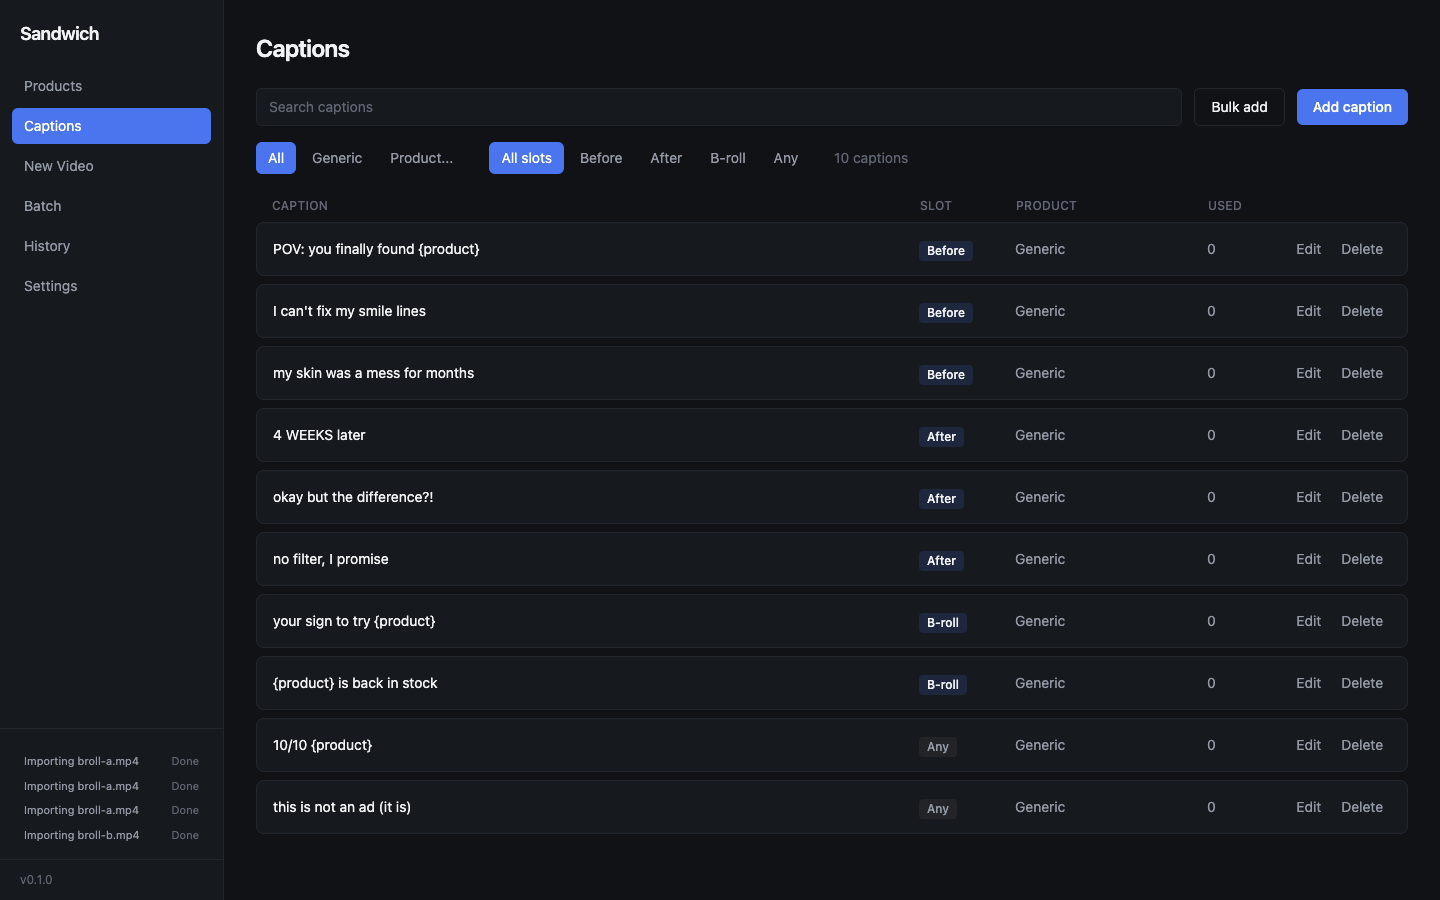 Sandwich
Products
Captions
New Video
Batch
History
Settings
Importing broll-a.mp4 Done
Importing broll-a.mp4 Done
Importing broll-a.mp4 Done
Importing broll-b.mp4 Done
v0.1.0
Captions
Search captions Bulk add Add caption
All Generic Product... All slots Before After B-roll Any 10 captions
CAPTION SLOT PRODUCT USED
POV: you finally found {product} Before Generic 0 Edit Delete
I can't fix my smile lines Before Generic 0 Edit Delete
my skin was a mess for months Before Generic 0 Edit Delete
4 WEEKS later After Generic 0 Edit Delete
okay but the difference?! After Generic 0 Edit Delete
no filter, I promise After Generic 0 Edit Delete
your sign to try {product} B-roll Generic 0 Edit Delete
{product} is back in stock B-roll Generic 0 Edit Delete
10/10 {product} Any Generic 0 Edit Delete
this is not an ad (it is) Any Generic 0 Edit Delete